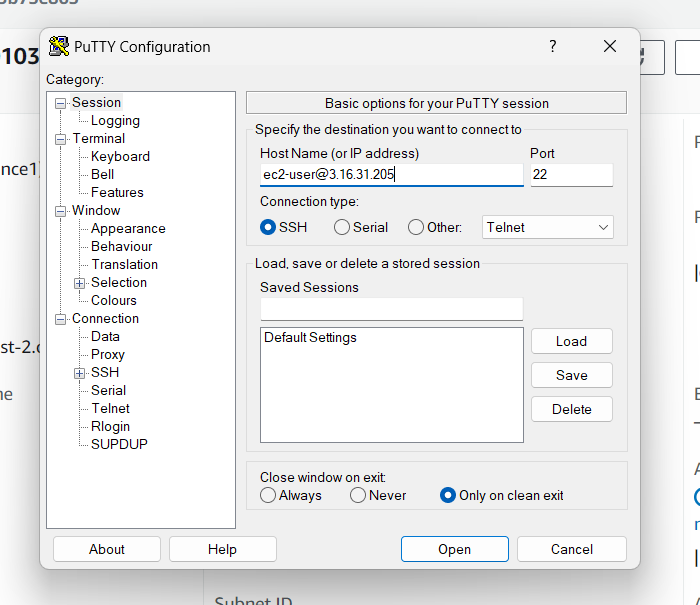 103
PuTTY Configuration
?
Category:
Session
Logging
Terminal
Keyboard
Bell
Features
Window
Appearance
Behaviour
Translation
Selection
Colours
Connection
Data
Proxy
SSH
Serial
Telnet
Rlogin
SUPDUP
Basic options for your PuTTY session
Specify the destination you want to connect to
Host Name (or IP address)
Port
ec2-user@3.16.31.205
22
Connection type:
SSH
Serial
Other:
Telnet
Load, save or delete a stored session
Saved Sessions
Default Settings
Load
Save
Delete
Close window on exit:
Always
Never
Only on clean exit
About
Help
Open
Cancel
nce1)
st-2.
ne
Subnet ID